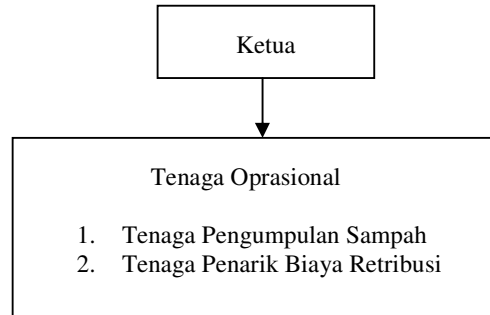 Ketua
Tenaga Oprasional
1. Tenaga Pengumpulan Sampah
2. Tenaga Penarik Biaya Retribusi